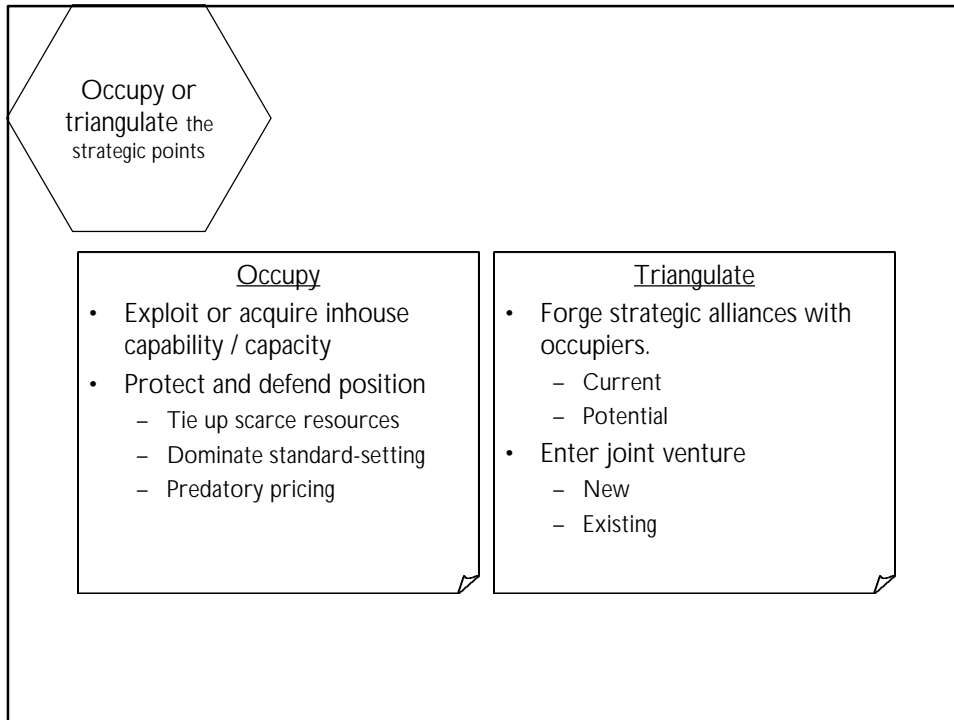 Occupy or
triangulate the
strategic points
Occupy
• Exploit or acquire inhouse
capability / capacity
• Protect and defend position
– Tie up scarce resources
– Dominate standard-setting
– Predatory pricing
Triangulate
• Forge strategic alliances with
occupiers.
– Current
– Potential
• Enter joint venture
– New
– Existing